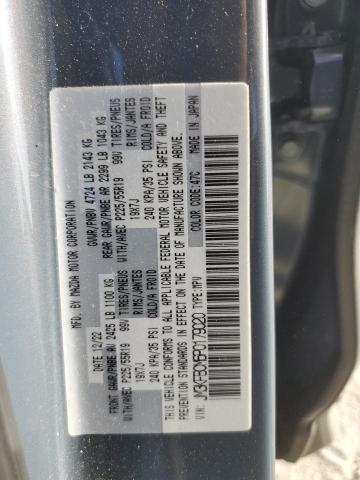 MFD. BY MAZDA MOTOR CORPORATION
DATE 12/22 GVWR/PNBV 4724 LB 2143 KG
FRONT GAWR/PNBE AV 2425 LB 1100 KG REAR GAWR/PNBE AR 2299 LB 1043 KG
WITH/AVEC P225/55R19 99V TIRES/PNEUS WITH/AVEC P225/55R19 99V TIRES/PNEUS
19X7J RIMS/JANTES 19X7J RIMS/JANTES
240 KPA/35 PSI COLD/A FROID 240 KPA/35 PSI COLD/A FROID
THIS VEHICLE CONFORMS TO ALL APPLICABLE FEDERAL MOTOR VEHICLE SAFETY AND THEFT PREVENTION STANDARDS IN EFFECT ON THE DATE OF MANUFACTURE SHOWN ABOVE.
MADE IN JAPAN
VIN: TYPE:MPV COLOR CODE:47C